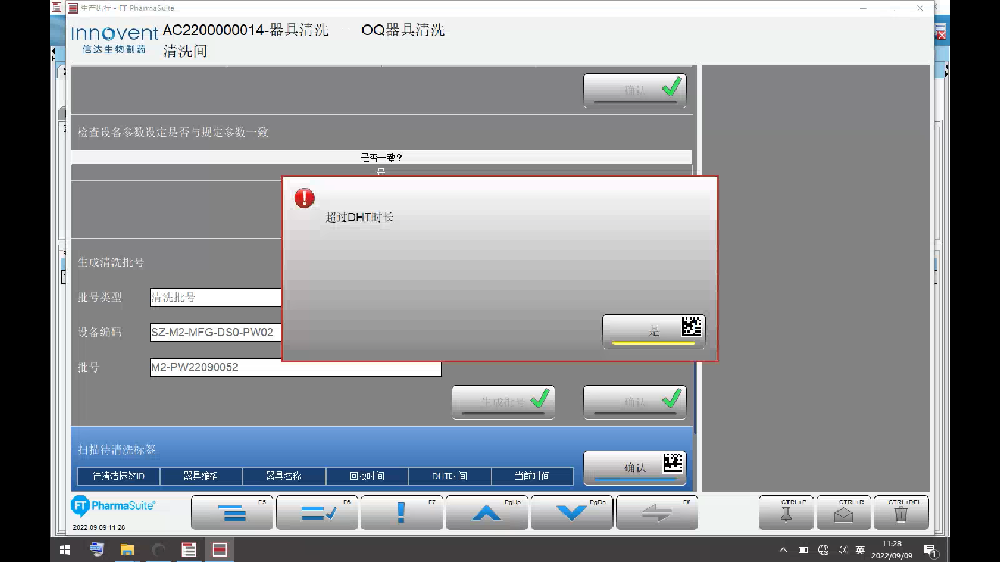 生产执行 - FT PharmaSuite
Innovent
信达生物制药
AC2200000014-器具清洗 - OQ器具清洗
清洗间
确认
检查设备参数设定是否与规定参数一致
是否一致?
是
超过DHT时长
是
生成清洗批号
批号类型
清洗批号
设备编码
SZ-M2-MFG-DS0-PW02
批号
M2-PW22090052
生成批号
确认
扫描待清洗标签
确认
待清洁标签ID 器具编码 器具名称 回收时间 DHT时间 当前时间
FT PharmaSuite®
F5 F6 F7 PgUp PgDn F8 CTRL+P CTRL+R CTRL+DEL
2022.09.09 11:28
英
11:28
2022/09/09
1